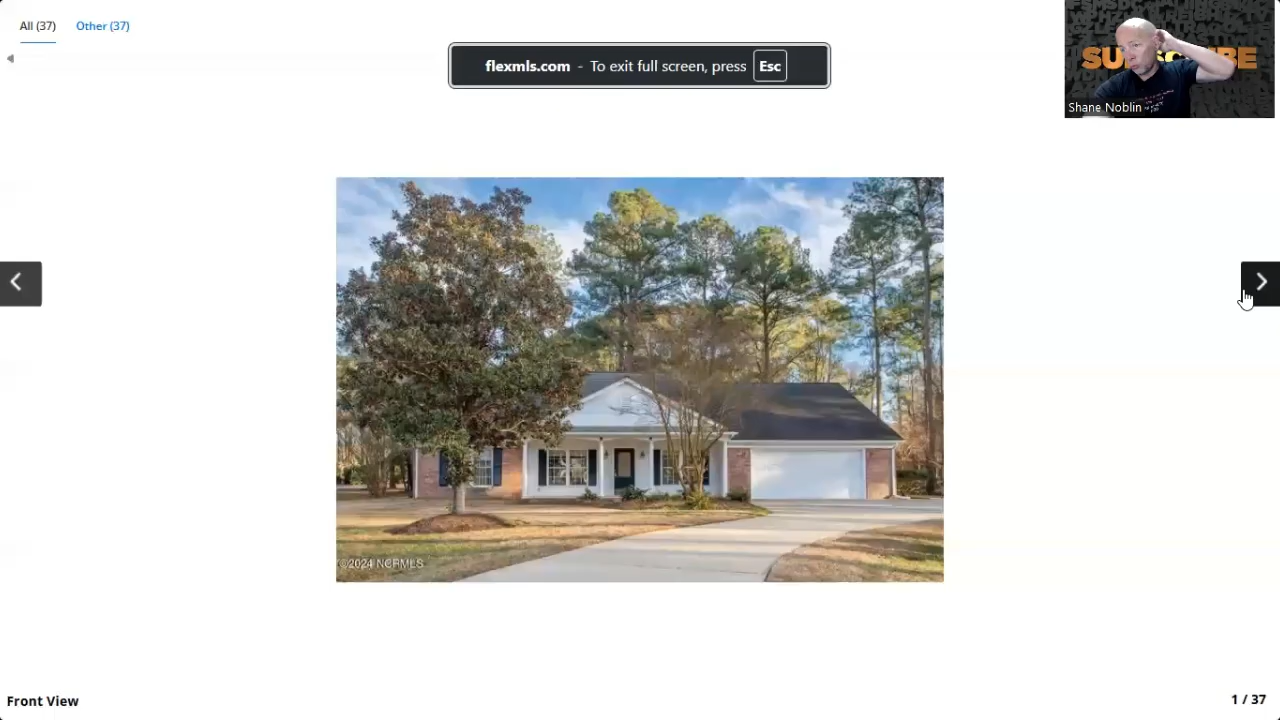 All (37) Other (37)
flexmls.com - To exit full screen, press Esc
SUBSCRIBE
Shane Noblin
©2024 NCRMLS
Front View
1 / 37